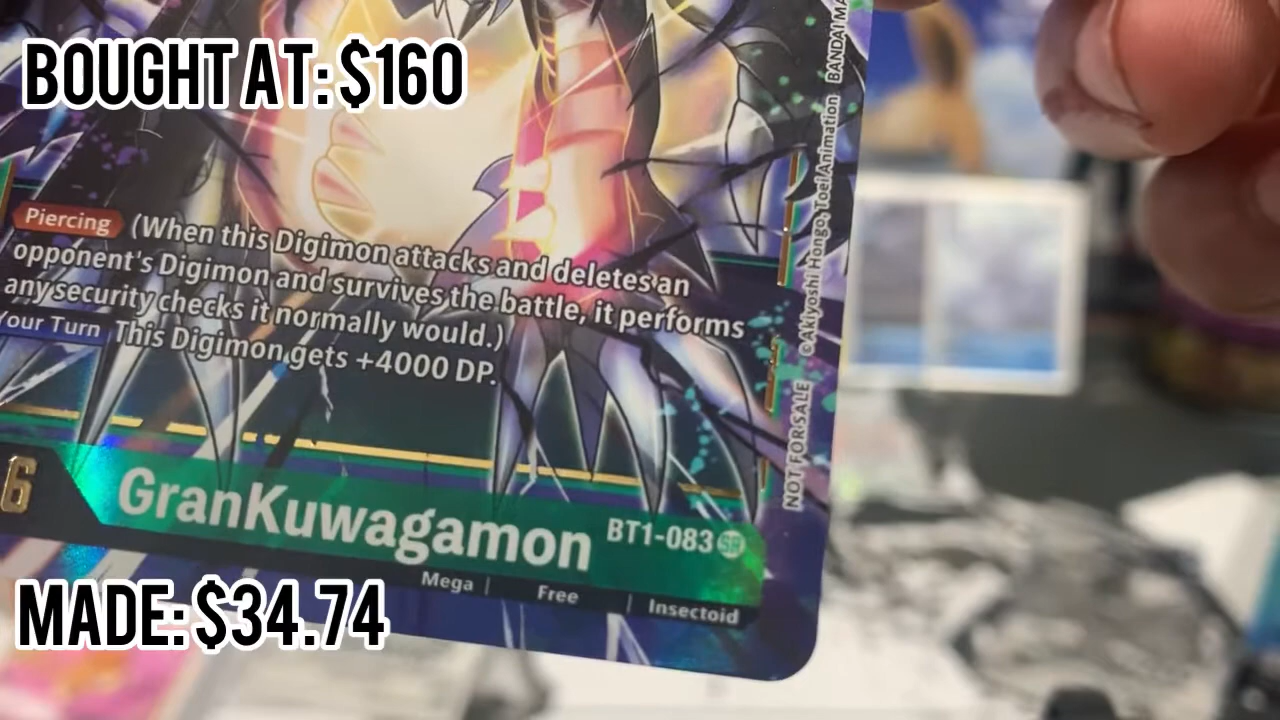 BOUGHT AT: $160
Piercing (When this Digimon attacks and deletes an
opponent's Digimon and survives the battle, it performs
any security checks it normally would.)
Your Turn This Digimon gets +4000 DP.
6
GranKuwagamon BT1-083 SR
Mega | Free | Insectoid
NOT FOR SALE ©Akiyoshi Hongo, Toei Animation BANDAI
MADE: $34.74